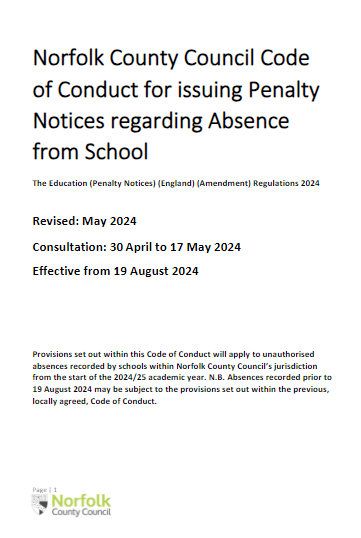 Norfolk County Council Code
of Conduct for issuing Penalty
Notices regarding Absence
from School
The Education (Penalty Notices) (England) (Amendment) Regulations 2024
Revised: May 2024
Consultation: 30 April to 17 May 2024
Effective from 19 August 2024
Provisions set out within this Code of Conduct will apply to unauthorised
absences recorded by schools within Norfolk County Council's jurisdiction
from the start of the 2024/25 academic year. N.B. Absences recorded prior to
19 August 2024 may be subject to the provisions set out within the previous,
locally agreed, Code of Conduct.
Page | 1
Norfolk
County Council